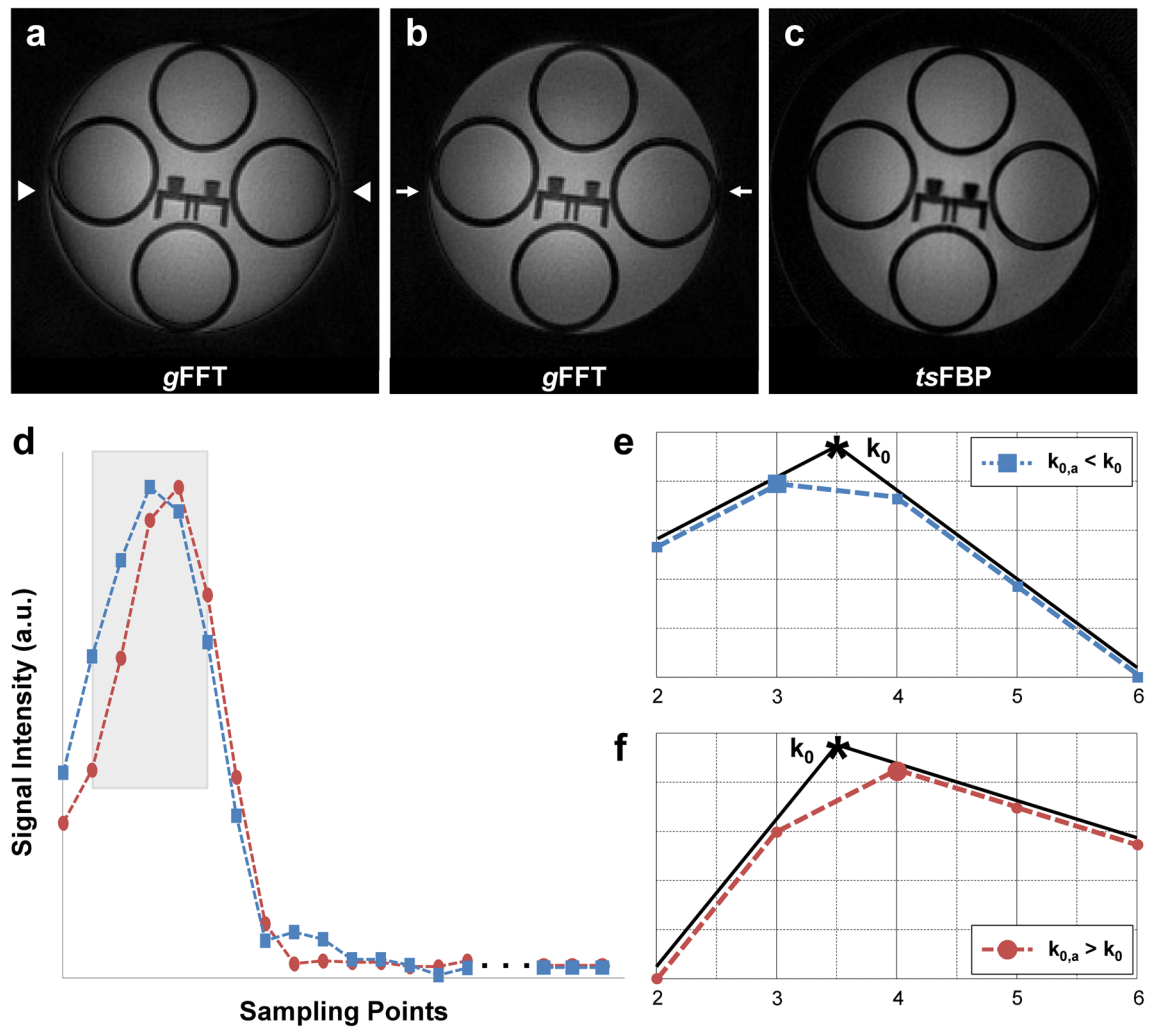 a
b
c
gFFT
gFFT
tsFBP
d
Signal Intensity (a.u.)
Sampling Points
e
k0
k0,a < k0
2
3
4
5
6
f
k0
k0,a > k0
2
3
4
5
6